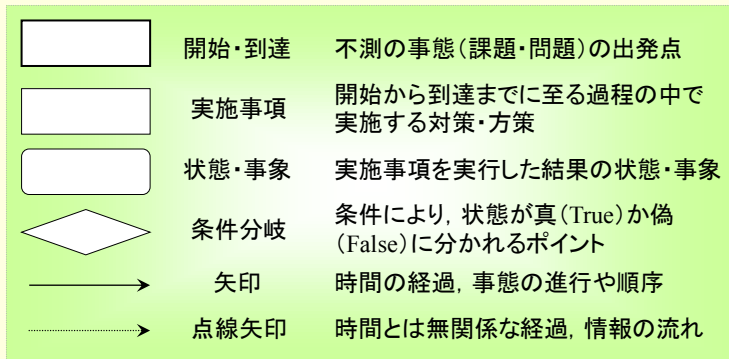 開始・到達 不測の事態(課題・問題)の出発点
実施事項 開始から到達までに至る過程の中で
実施する対策・方策
状態・事象 実施事項を実行した結果の状態・事象
条件分岐 条件により, 状態が真(True)か偽
(False)に分かれるポイント
矢印 時間の経過, 事態の進行や順序
点線矢印 時間とは無関係な経過, 情報の流れ